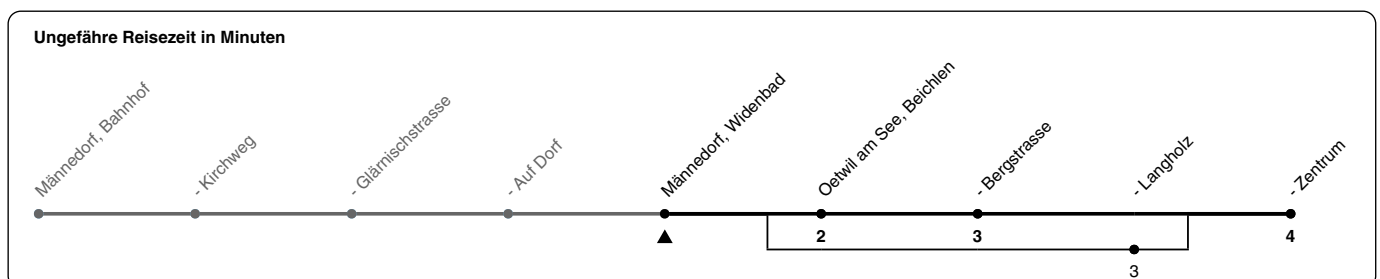 Ungefähre Reisezeit in Minuten
Männedorf, Bahnhof
- Kirchweg
- Glärnischstrasse
- Auf Dorf
Männedorf, Widenbad
Oetwil am See, Beichlen
- Bergstrasse
- Langholz
- Zentrum
2
3
4
3